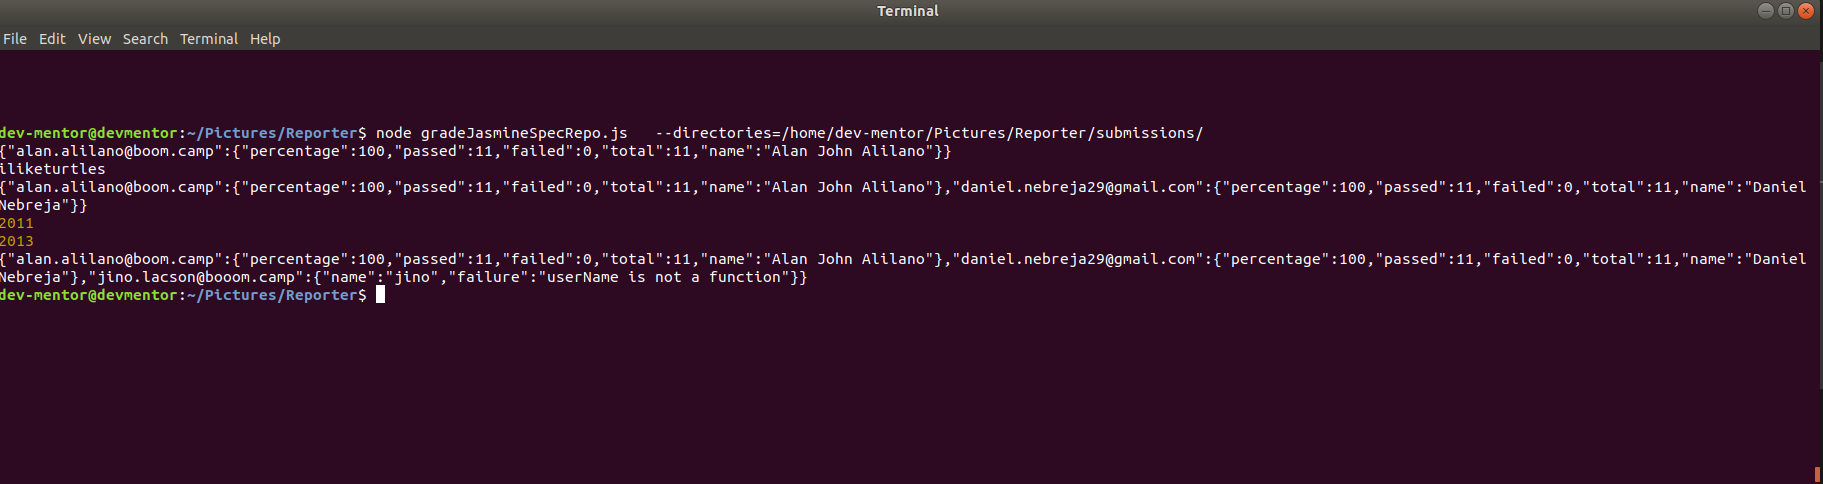 Terminal
File Edit View Search Terminal Help
dev-mentor@devmentor:~/Pictures/Reporter$ node gradeJasmineSpecRepo.js   --directories=/home/dev-mentor/Pictures/Reporter/submissions/
{"alan.alilano@boom.camp":{"percentage":100,"passed":11,"failed":0,"total":11,"name":"Alan John Alilano"}}
iliketurtles
{"alan.alilano@boom.camp":{"percentage":100,"passed":11,"failed":0,"total":11,"name":"Alan John Alilano"},"daniel.nebreja29@gmail.com":{"percentage":100,"passed":11,"failed":0,"total":11,"name":"Daniel
Nebreja"}}
2011
2013
{"alan.alilano@boom.camp":{"percentage":100,"passed":11,"failed":0,"total":11,"name":"Alan John Alilano"},"daniel.nebreja29@gmail.com":{"percentage":100,"passed":11,"failed":0,"total":11,"name":"Daniel
Nebreja"},"jino.lacson@booom.camp":{"name":"jino","failure":"userName is not a function"}}
dev-mentor@devmentor:~/Pictures/Reporter$